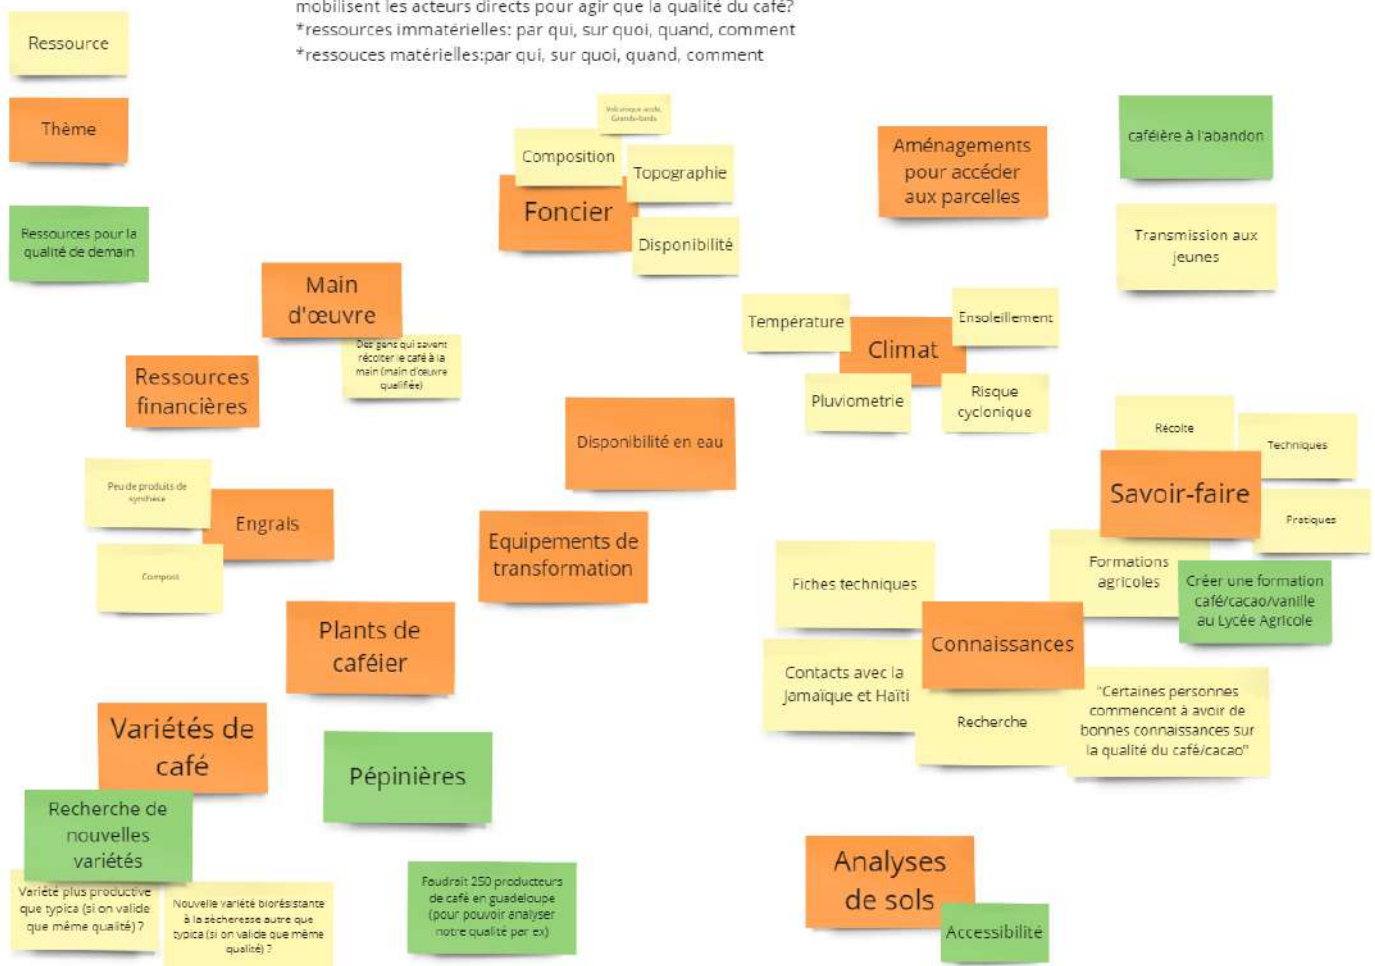 mobilisent les acteurs directs pour agir que la qualité du café?
*ressources immatérielles: par qui, sur quoi, quand, comment
*ressouces matérielles:par qui, sur quoi, quand, comment
Ressource
Thème
Ressources pour la
qualité de demain
Volcanique acide,
Grands-fonds
Composition
Topographie
Foncier
Disponibilité
Aménagements
pour accéder
aux parcelles
caféière à l'abandon
Transmission aux
jeunes
Main
d'œuvre
Des gens qui savent
récolter le café à la
main (main d'œuvre
qualifiée)
Ressources
financières
Température
Ensoleillement
Climat
Pluviometrie
Risque
cyclonique
Disponibilité en eau
Récolte
Techniques
Savoir-faire
Pratiques
Formations
agricoles
Créer une formation
café/cacao/vanille
au Lycée Agricole
Peu de produits de
synthèse
Engrais
Compost
Equipements de
transformation
Fiches techniques
Connaissances
Contacts avec la
Jamaïque et Haïti
Recherche
"Certaines personnes
commencent à avoir de
bonnes connaissances sur
la qualité du café/cacao"
Plants de
caféier
Variétés de
café
Pépinières
Recherche de
nouvelles
variétés
Variété plus productive
que typica (si on valide
que même qualité) ?
Nouvelle variété biorésistante
à la sècheresse autre que
typica (si on valide que même
qualité) ?
Faudrait 250 producteurs
de café en guadeloupe
(pour pouvoir analyser
notre qualité par ex)
Analyses
de sols
Accessibilité